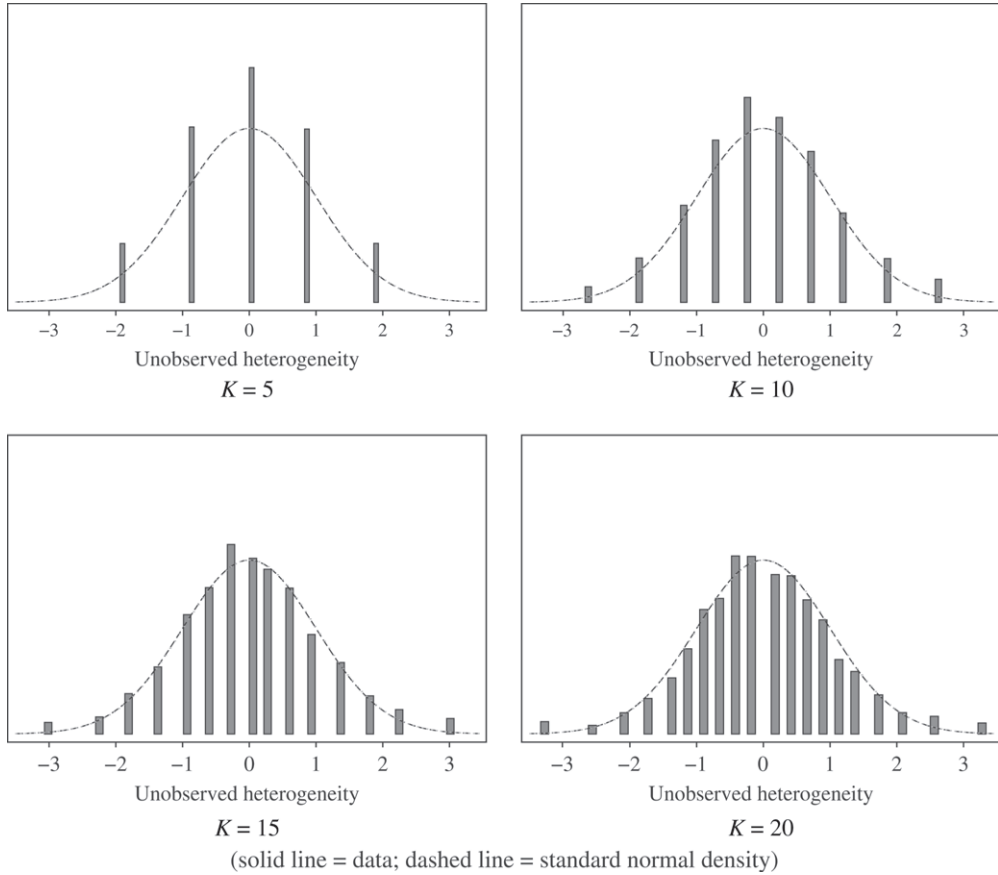 −3 −2 −1 0 1 2 3
Unobserved heterogeneity
K = 5
−3 −2 −1 0 1 2 3
Unobserved heterogeneity
K = 10
−3 −2 −1 0 1 2 3
Unobserved heterogeneity
K = 15
−3 −2 −1 0 1 2 3
Unobserved heterogeneity
K = 20
(solid line = data; dashed line = standard normal density)